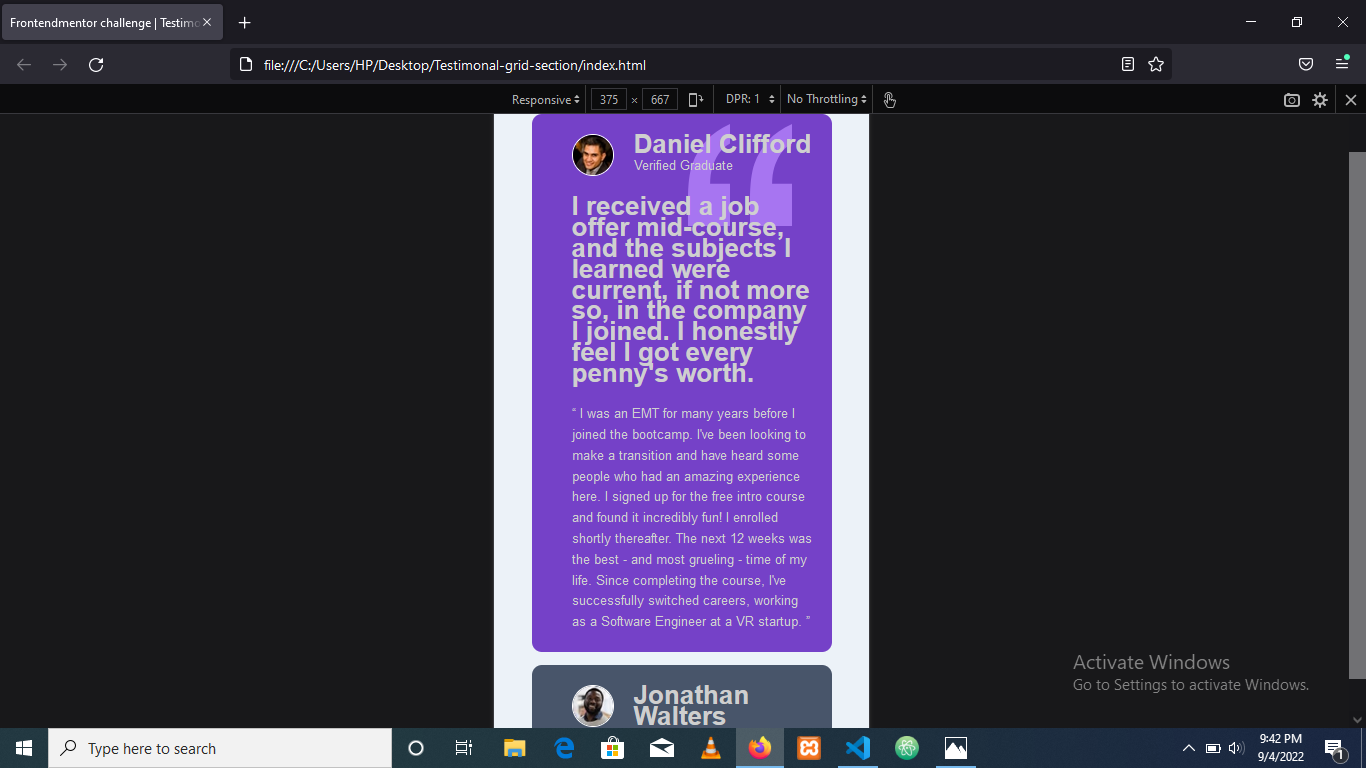 Frontendmentor challenge | Testimo
file:///C:/Users/HP/Desktop/Testimonal-grid-section/index.html
Responsive 375 × 667 DPR: 1 No Throttling
Daniel Clifford
Verified Graduate
I received a job
offer mid-course,
and the subjects I
learned were
current, if not more
so, in the company
I joined. I honestly
feel I got every
penny's worth.
“ I was an EMT for many years before I
joined the bootcamp. I've been looking to
make a transition and have heard some
people who had an amazing experience
here. I signed up for the free intro course
and found it incredibly fun! I enrolled
shortly thereafter. The next 12 weeks was
the best - and most grueling - time of my
life. Since completing the course, I've
successfully switched careers, working
as a Software Engineer at a VR startup. ”
Jonathan
Walters
Activate Windows
Go to Settings to activate Windows.
Type here to search
9:42 PM
9/4/2022
1